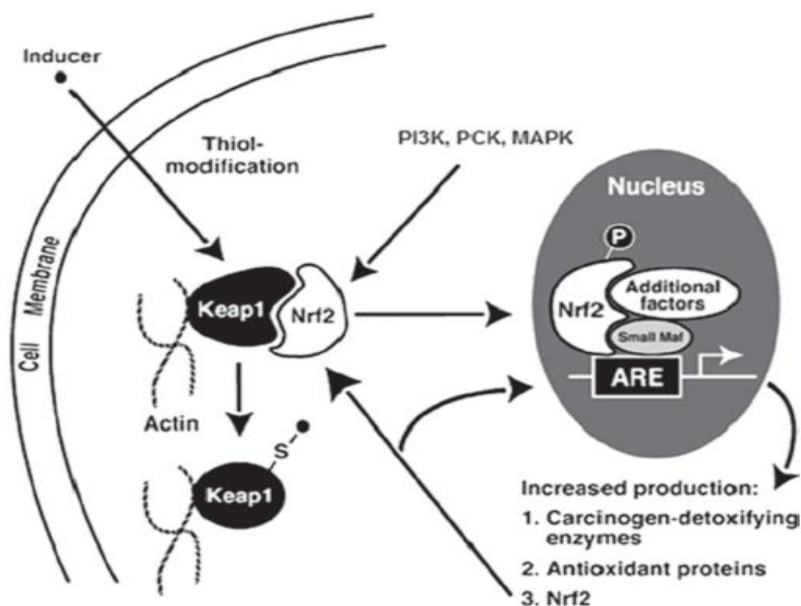 Inducer
Thiol-
modification
PI3K, PCK, MAPK
Nucleus
P
Cell Membrane
Keap1
Nrf2
Nrf2
Additional
factors
Small Maf
ARE
Actin
S
Keap1
Increased production:
1. Carcinogen-detoxifying
enzymes
2. Antioxidant proteins
3. Nrf2